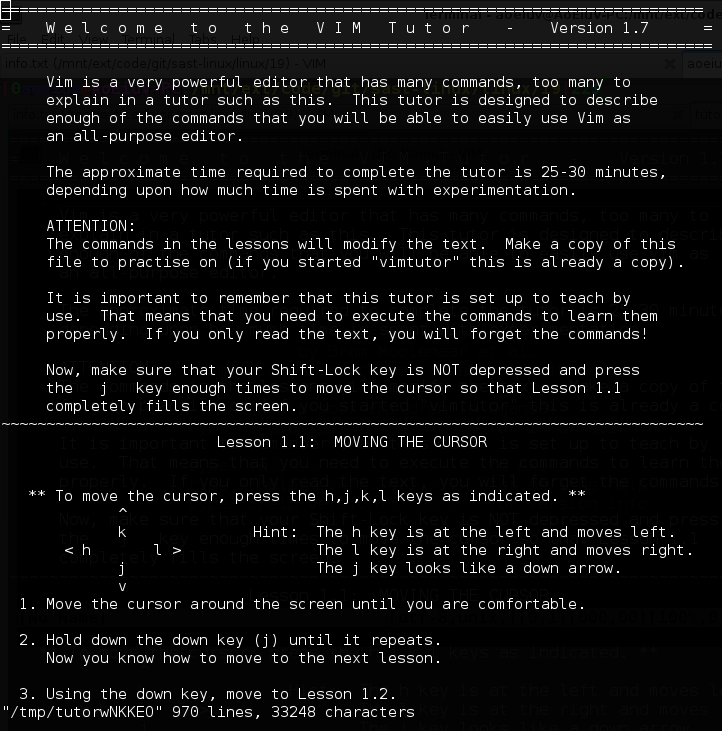 ===============================================================================
=    W e l c o m e   t o   t h e   V I M   T u t o r    -    Version 1.7      =
===============================================================================
info.txt (/mnt/ext/code/git/sast-linux/linux/19) - VIM
     Vim is a very powerful editor that has many commands, too many to
     explain in a tutor such as this.  This tutor is designed to describe
     enough of the commands that you will be able to easily use Vim as
     an all-purpose editor.

     The approximate time required to complete the tutor is 25-30 minutes,
     depending upon how much time is spent with experimentation.

     ATTENTION:
     The commands in the lessons will modify the text.  Make a copy of this
     file to practise on (if you started "vimtutor" this is already a copy).

     It is important to remember that this tutor is set up to teach by
     use.  That means that you need to execute the commands to learn them
     properly.  If you only read the text, you will forget the commands!

     Now, make sure that your Shift-Lock key is NOT depressed and press
     the   j   key enough times to move the cursor so that Lesson 1.1
     completely fills the screen.
~~~~~~~~~~~~~~~~~~~~~~~~~~~~~~~~~~~~~~~~~~~~~~~~~~~~~~~~~~~~~~~~~~~~~~~~~~~~~~
                        Lesson 1.1:  MOVING THE CURSOR


   ** To move the cursor, press the h,j,k,l keys as indicated. **
             ^
             k              Hint:  The h key is at the left and moves left.
       < h       l >               The l key is at the right and moves right.
             j                     The j key looks like a down arrow.
             v
  1. Move the cursor around the screen until you are comfortable.

  2. Hold down the down key (j) until it repeats.
     Now you know how to move to the next lesson.

  3. Using the down key, move to Lesson 1.2.
"/tmp/tutorwNKKEO" 970 lines, 33248 characters